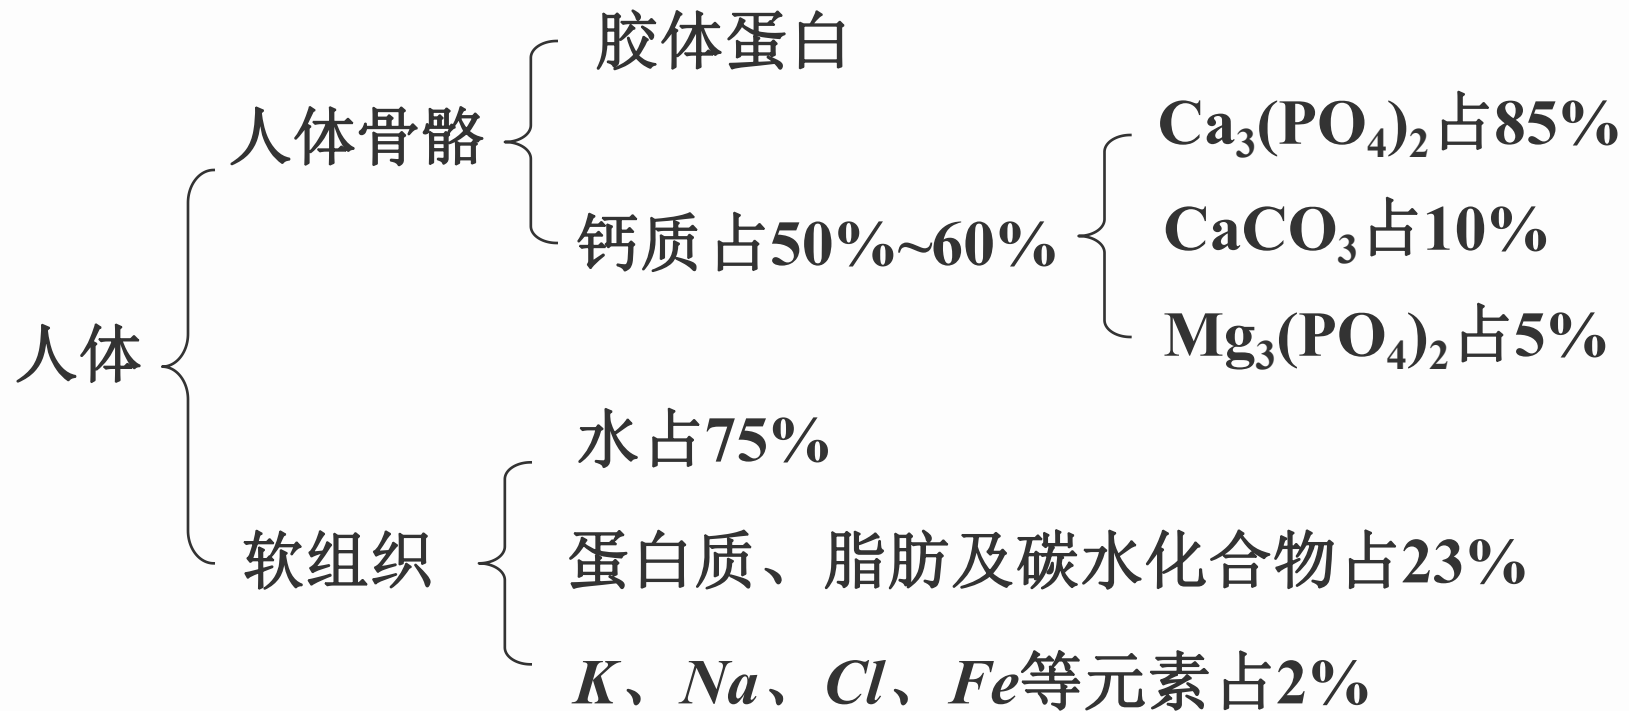 胶体蛋白
人体骨骼
Ca3(PO4)2占85%
钙质 占50%~60%
CaCO3占10%
Mg3(PO4)2占5%
人体
水 占75%
软组织
蛋白质、脂肪及碳水化合物 占23%
K、Na、Cl、Fe等元素 占2%